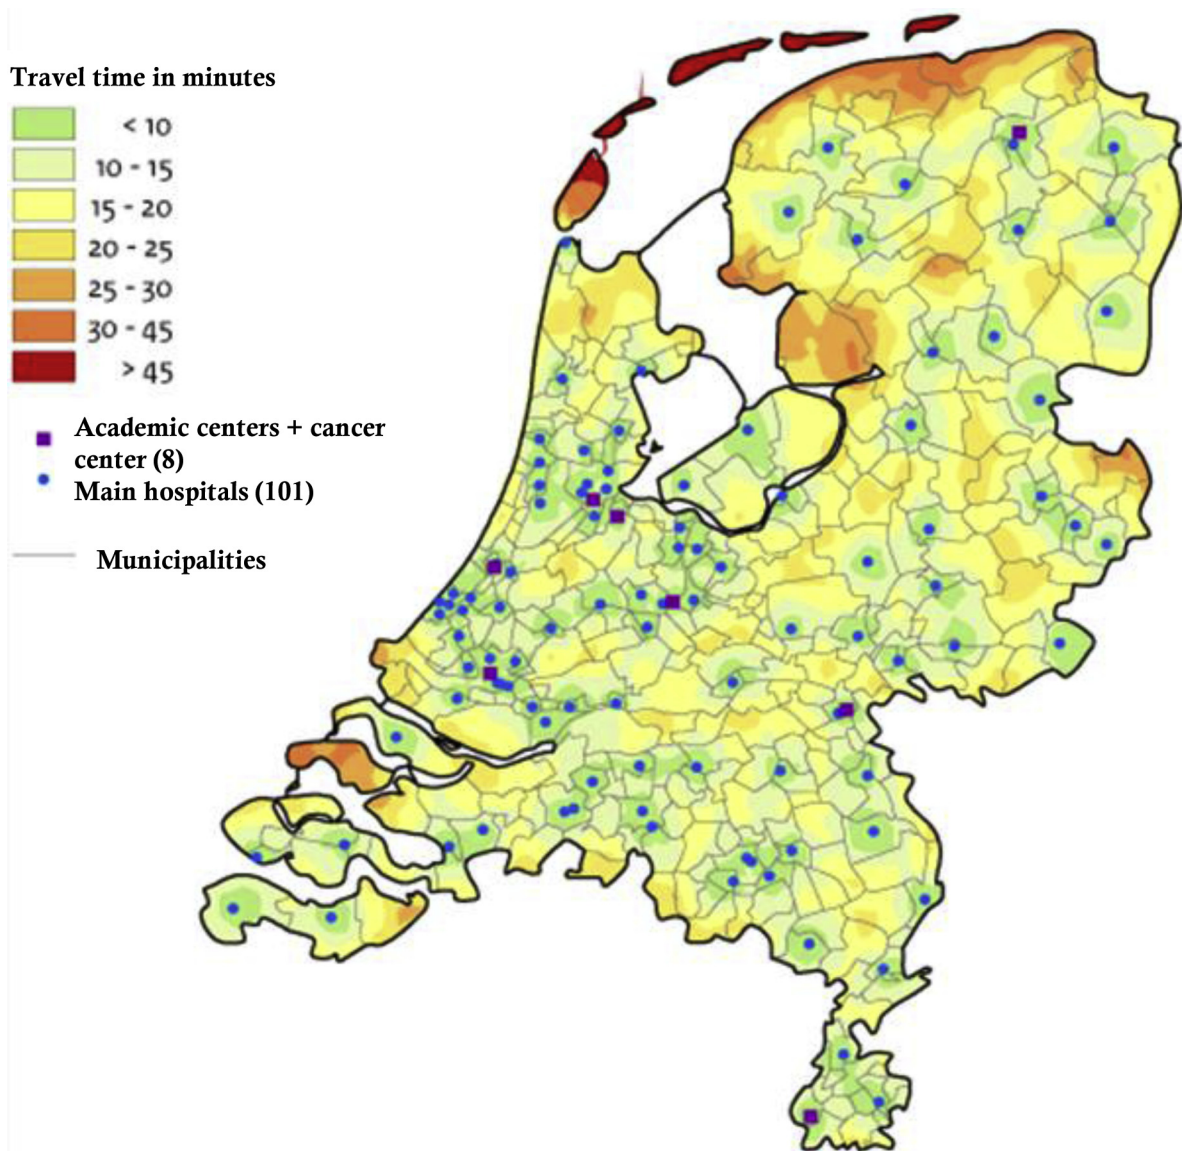 Travel time in minutes
< 10
10 - 15
15 - 20
20 - 25
25 - 30
30 - 45
> 45
Academic centers + cancer
center (8)
Main hospitals (101)
Municipalities